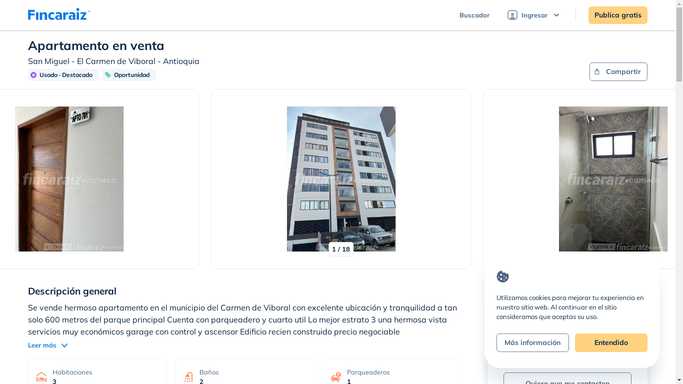 Fincaraiz
Buscador
Ingresar
Publica gratis
Apartamento en venta
San Miguel - El Carmen de Viboral - Antioquia
Usado - Destacado
Oportunidad
Compartir
fincaraiz
fincaraiz
fincaraiz
1 / 18
fincaraiz
Descripción general
Se vende hermoso apartamento en el municipio del Carmen de Viboral con excelente ubicación y tranquilidad a tan
solo 600 metros del parque principal Cuenta con parqueadero y cuarto util La mejor estrato 3 una hermosa vista
servicios muy económicos garage con control y ascensor Edificio recien construido precio negociable
Leer más
Habitaciones
3
Baños
2
Parqueaderos
1
Utilizamos cookies para mejorar tu experiencia en
nuestro sitio web. Al continuar en el sitio
consideramos que aceptas su uso.
Más información
Entendido
Quiero que me contacten